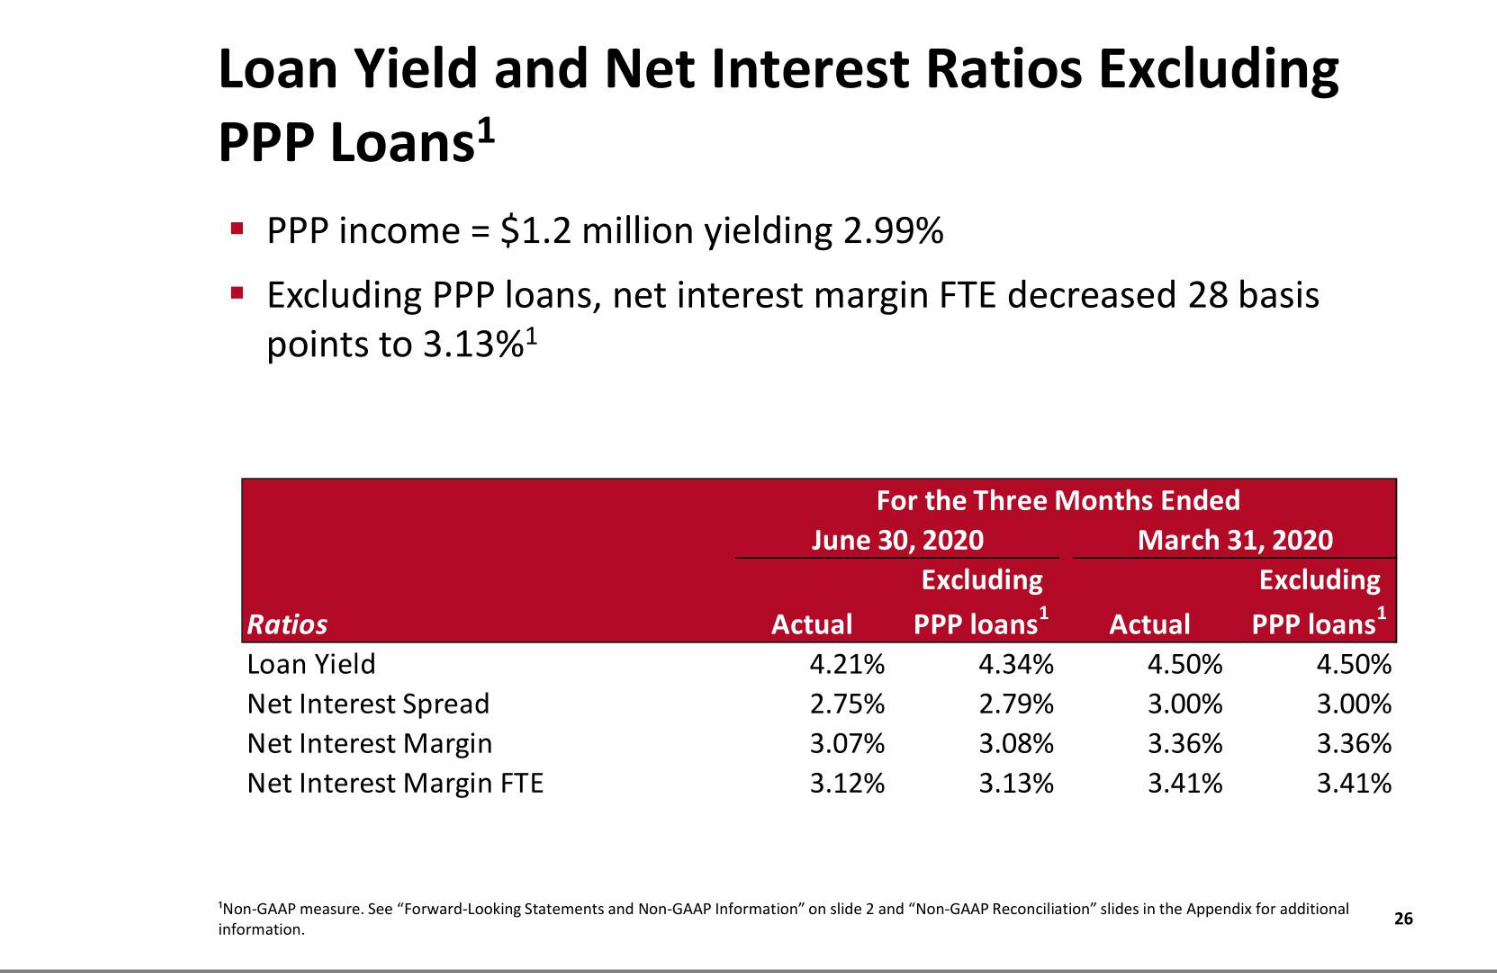 Loan Yield and Net Interest Ratios Excluding
PPP Loans¹
▪ PPP income = $1.2 million yielding 2.99%
▪ Excluding PPP loans, net interest margin FTE decreased 28 basis
points to 3.13%¹
For the Three Months Ended
June 30, 2020 March 31, 2020
Excluding Excluding
Ratios Actual PPP loans¹ Actual PPP loans¹
Loan Yield 4.21% 4.34% 4.50% 4.50%
Net Interest Spread 2.75% 2.79% 3.00% 3.00%
Net Interest Margin 3.07% 3.08% 3.36% 3.36%
Net Interest Margin FTE 3.12% 3.13% 3.41% 3.41%
¹Non-GAAP measure. See “Forward-Looking Statements and Non-GAAP Information” on slide 2 and “Non-GAAP Reconciliation” slides in the Appendix for additional
information.
26